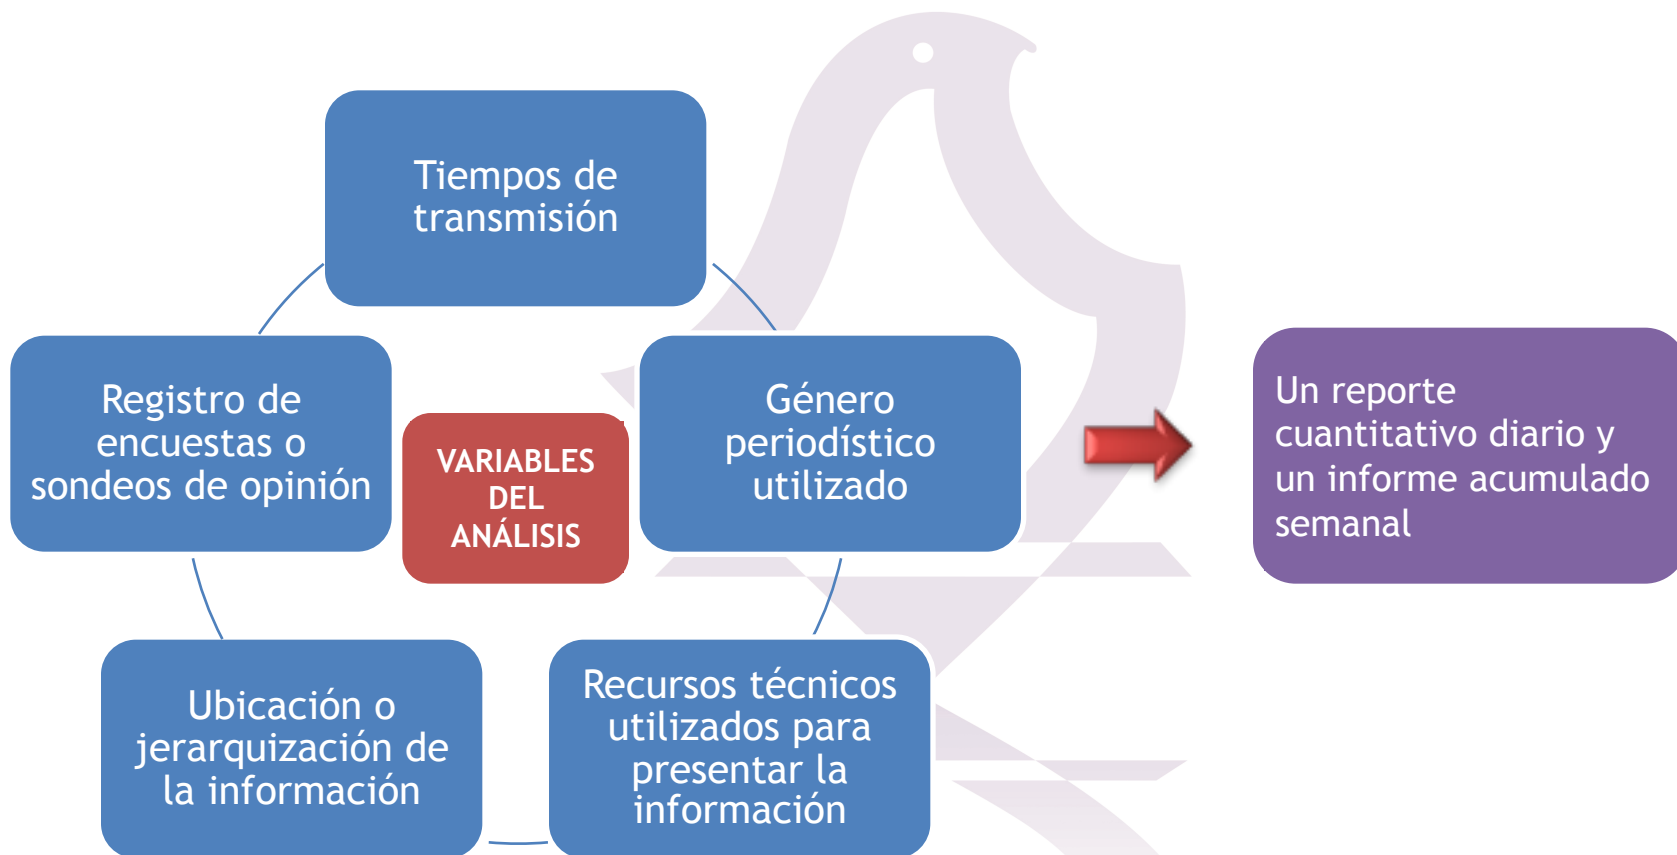 Tiempos de
transmisión
Registro de
encuestas o
sondeos de opinión
VARIABLES
DEL
ANÁLISIS
Género
periodístico
utilizado
Un reporte
cuantitativo diario y
un informe acumulado
semanal
Ubicación o
jerarquización de
la información
Recursos técnicos
utilizados para
presentar la
información